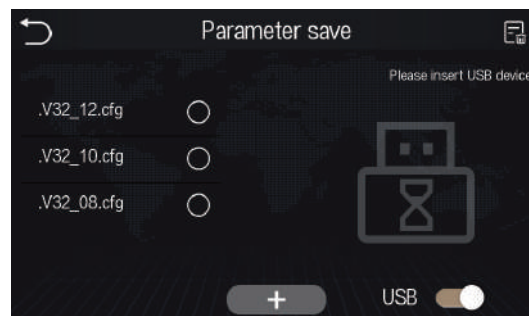 Parameter save
Please insert USB device
.V32_12.cfg
.V32_10.cfg
.V32_08.cfg
+
USB